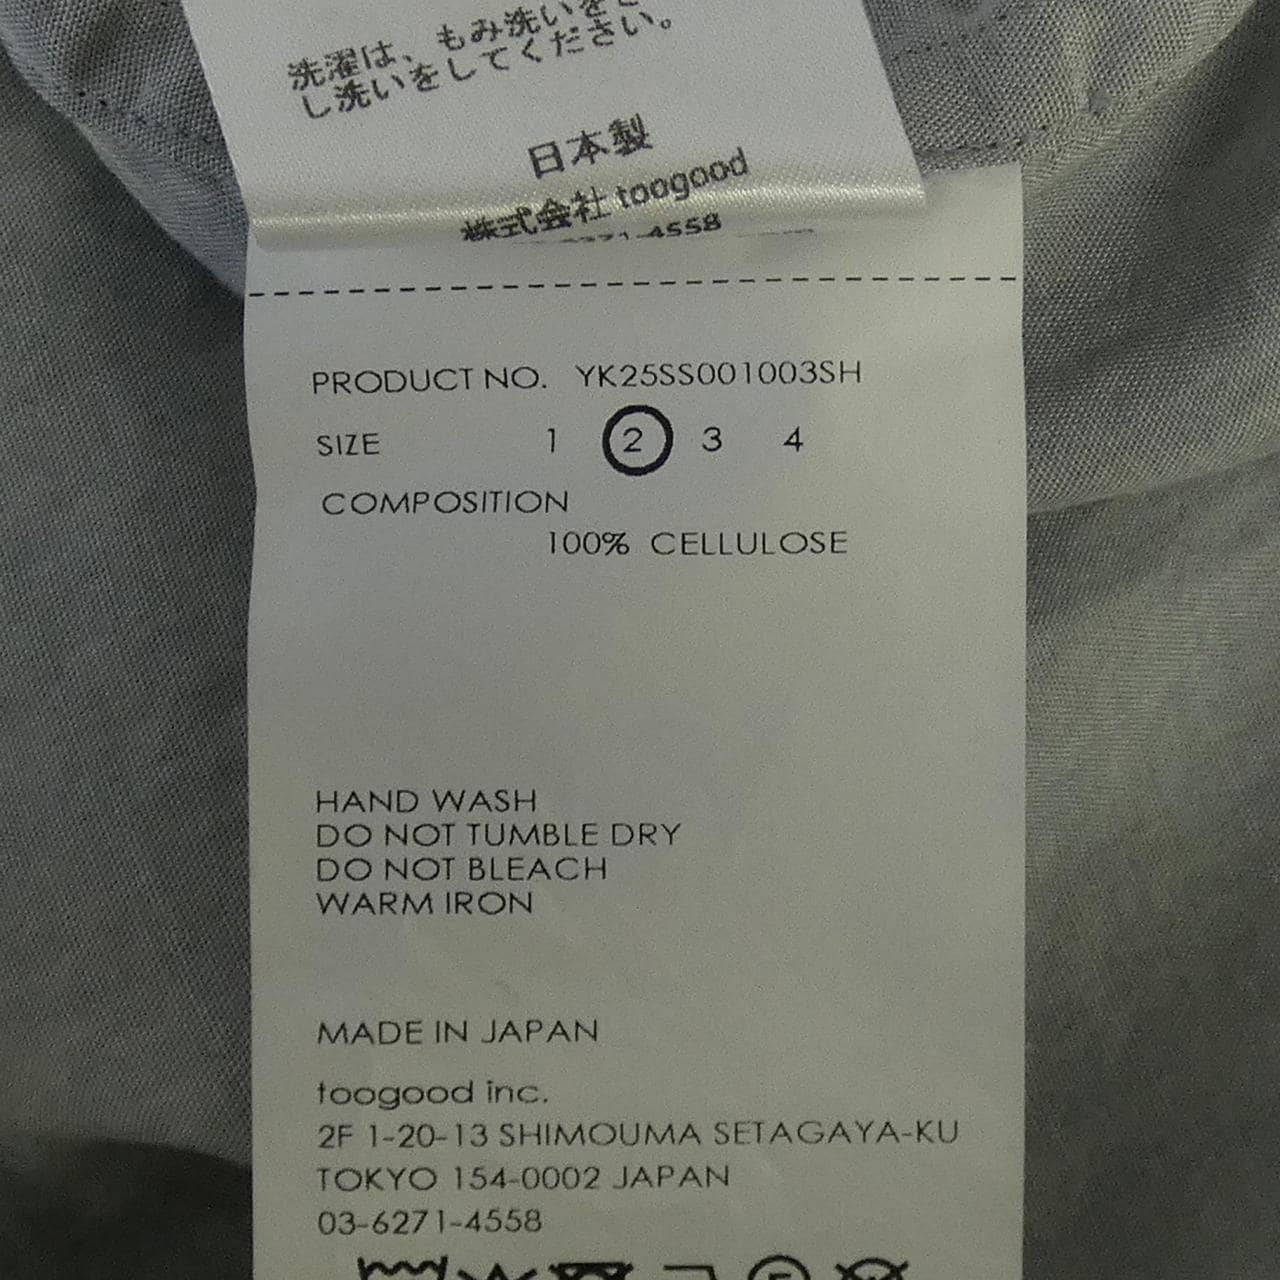 洗濯は、もみ洗いを
し洗いをしてください。
日本製
株式会社 toogood
4558
PRODUCT NO. YK25SS001003SH
SIZE 1 2 3 4
COMPOSITION
100% CELLULOSE
HAND WASH
DO NOT TUMBLE DRY
DO NOT BLEACH
WARM IRON
MADE IN JAPAN
toogood inc.
2F 1-20-13 SHIMOUMA SETAGAYA-KU
TOKYO 154-0002 JAPAN
03-6271-4558